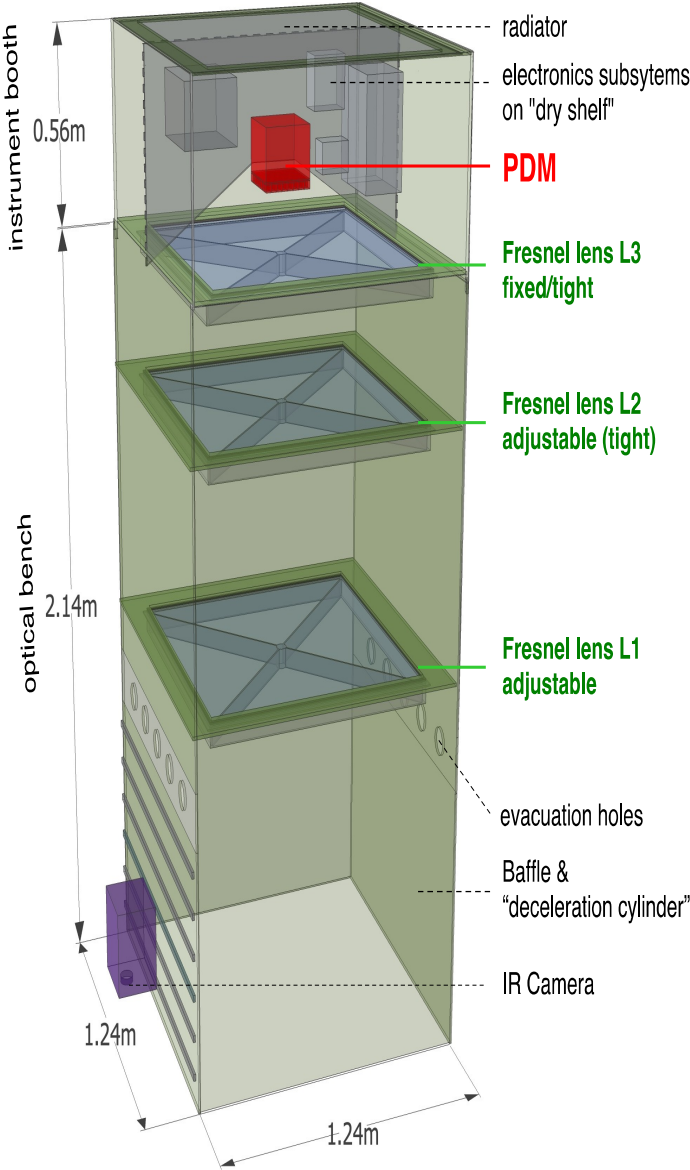 radiator
electronics subsytems
on "dry shelf"
PDM
instrument booth
0.56m
Fresnel lens L3
fixed/tight
Fresnel lens L2
adjustable (tight)
optical bench
2.14m
Fresnel lens L1
adjustable
evacuation holes
Baffle &
“deceleration cylinder”
IR Camera
1.24m
1.24m